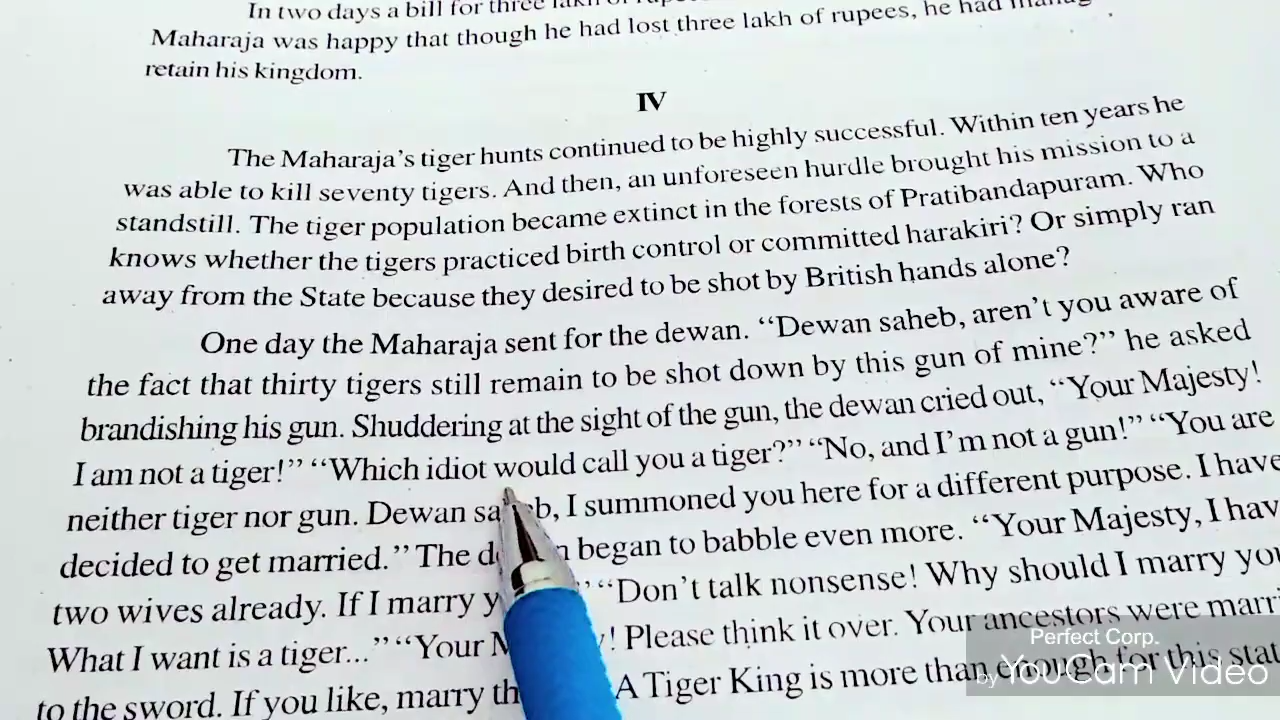 In two days a bill for three lakh of
Maharaja was happy that though he had lost three lakh of rupees, he had
retain his kingdom.
IV
The Maharaja's tiger hunts continued to be highly successful. Within ten years he
was able to kill seventy tigers. And then, an unforeseen hurdle brought his mission to a
standstill. The tiger population became extinct in the forests of Pratibandapuram. Who
knows whether the tigers practiced birth control or committed harakiri? Or simply ran
away from the State because they desired to be shot by British hands alone?
One day the Maharaja sent for the dewan. “Dewan saheb, aren't you aware of
the fact that thirty tigers still remain to be shot down by this gun of mine?” he asked
brandishing his gun. Shuddering at the sight of the gun, the dewan cried out, “Your Majesty!
I am not a tiger!” “Which idiot would call you a tiger?” “No, and I'm not a gun!” “You are
neither tiger nor gun. Dewan I summoned you here for a different purpose. I have
decided to get married.” The began to babble even more. “Your Majesty, I
two wives already. If I marry “Don't talk nonsense! Why should I marry
What I want is a tiger...” “Your ! Please think it over. Your ancestors were
to the sword. If you like, marry A Tiger King is more than enough for this
Perfect Corp.
by YouCam Video